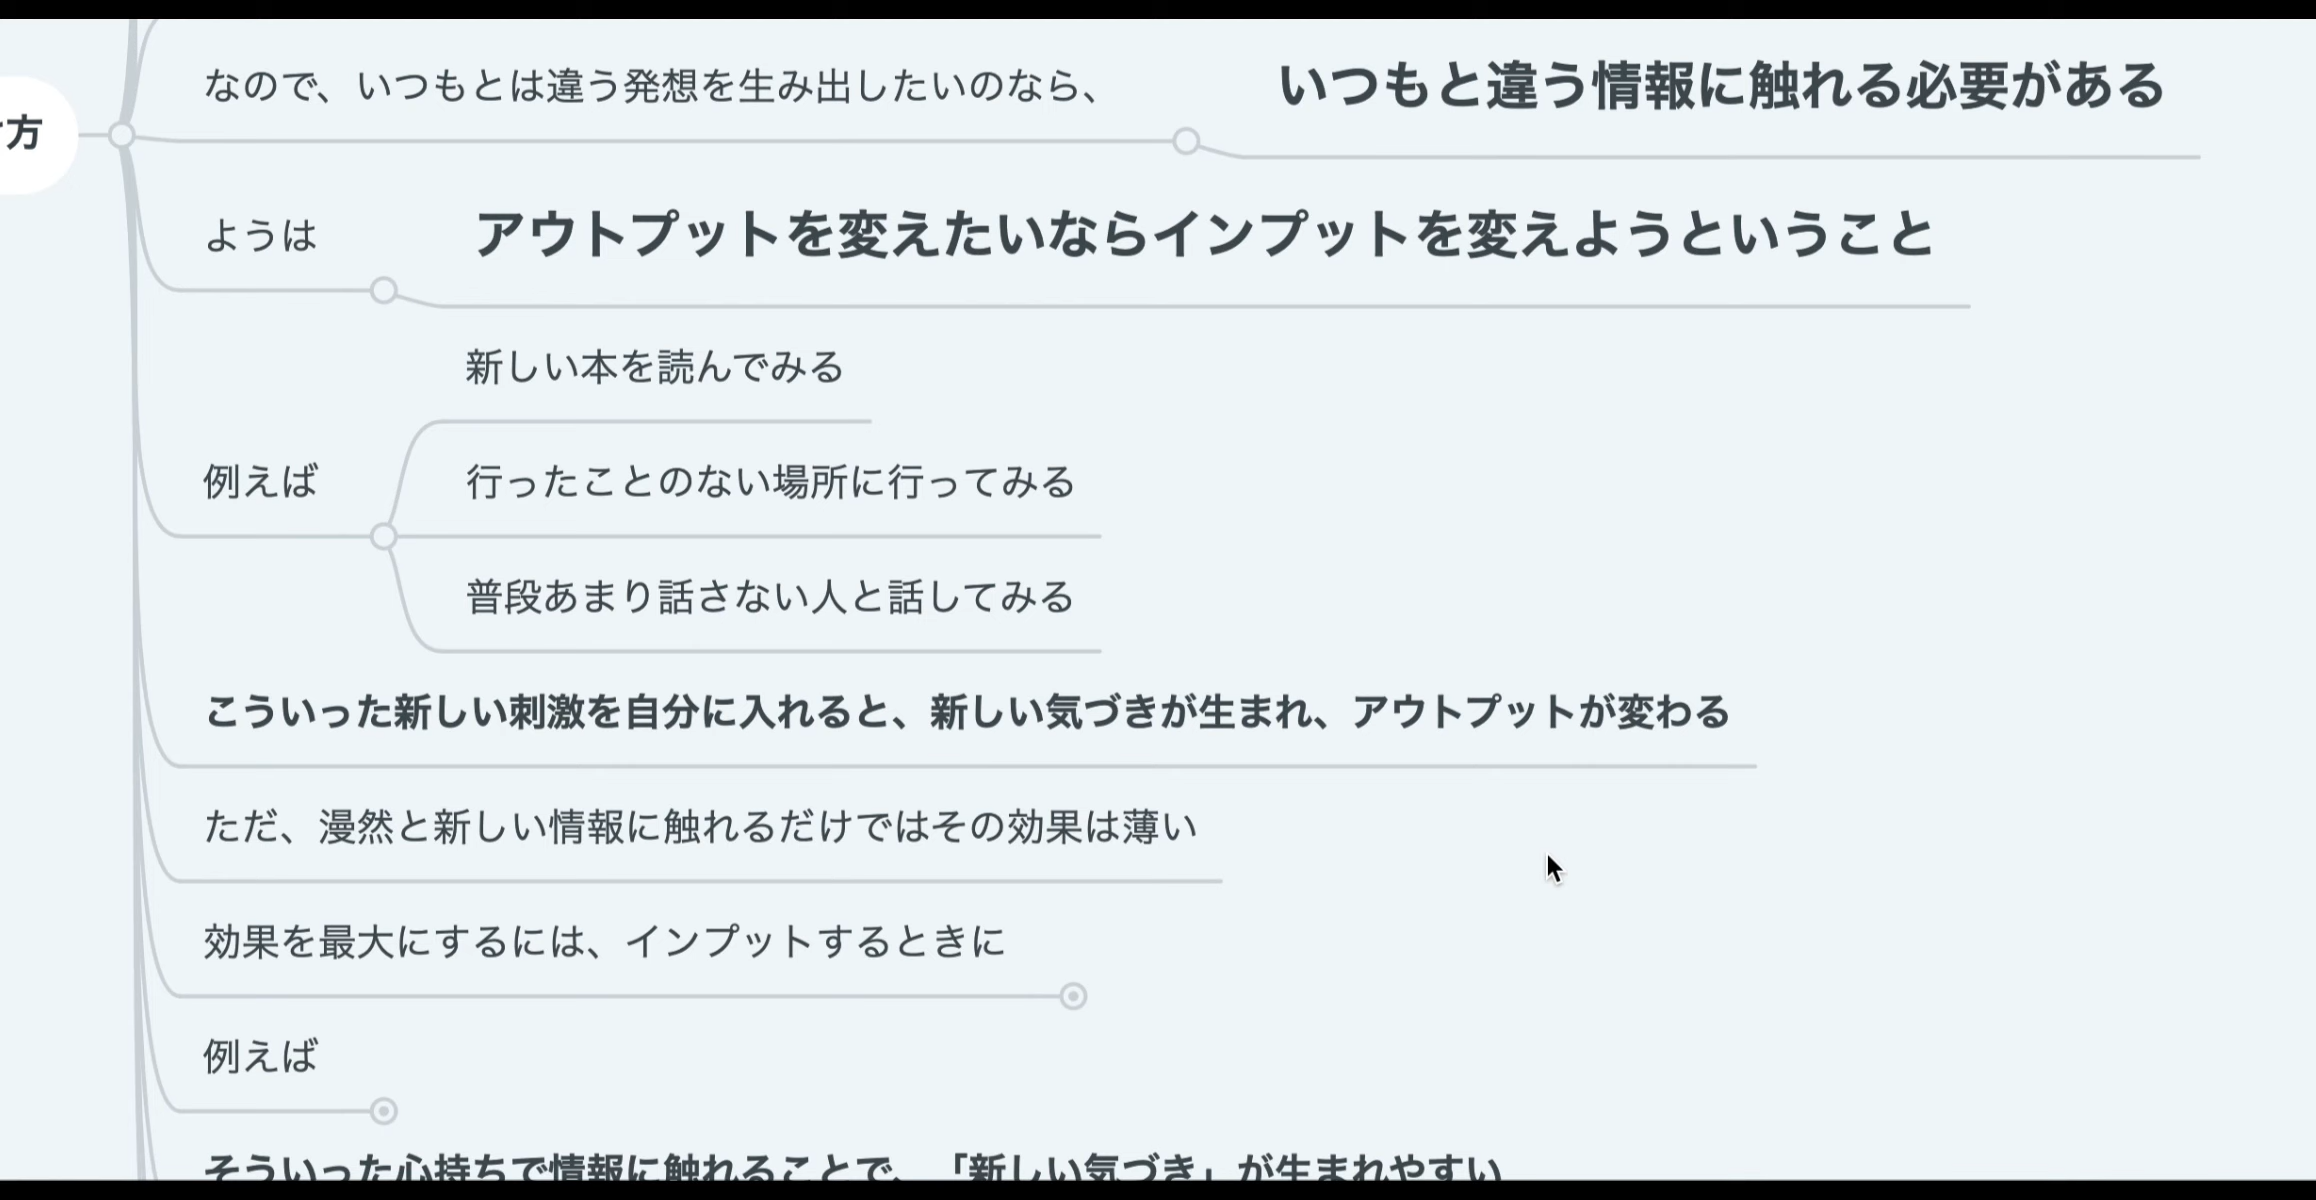 なので、いつもとは違う発想を生み出したいのなら、
いつもと違う情報に触れる必要がある
方
ようは
アウトプットを変えたいならインプットを変えようということ
新しい本を読んでみる
例えば
行ったことのない場所に行ってみる
普段あまり話さない人と話してみる
こういった新しい刺激を自分に入れると、新しい気づきが生まれ、アウトプットが変わる
ただ、漫然と新しい情報に触れるだけではその効果は薄い
効果を最大にするには、インプットするときに
例えば
そういった心持ちで情報に触れることで、「新しい気づき」が生まれやすい